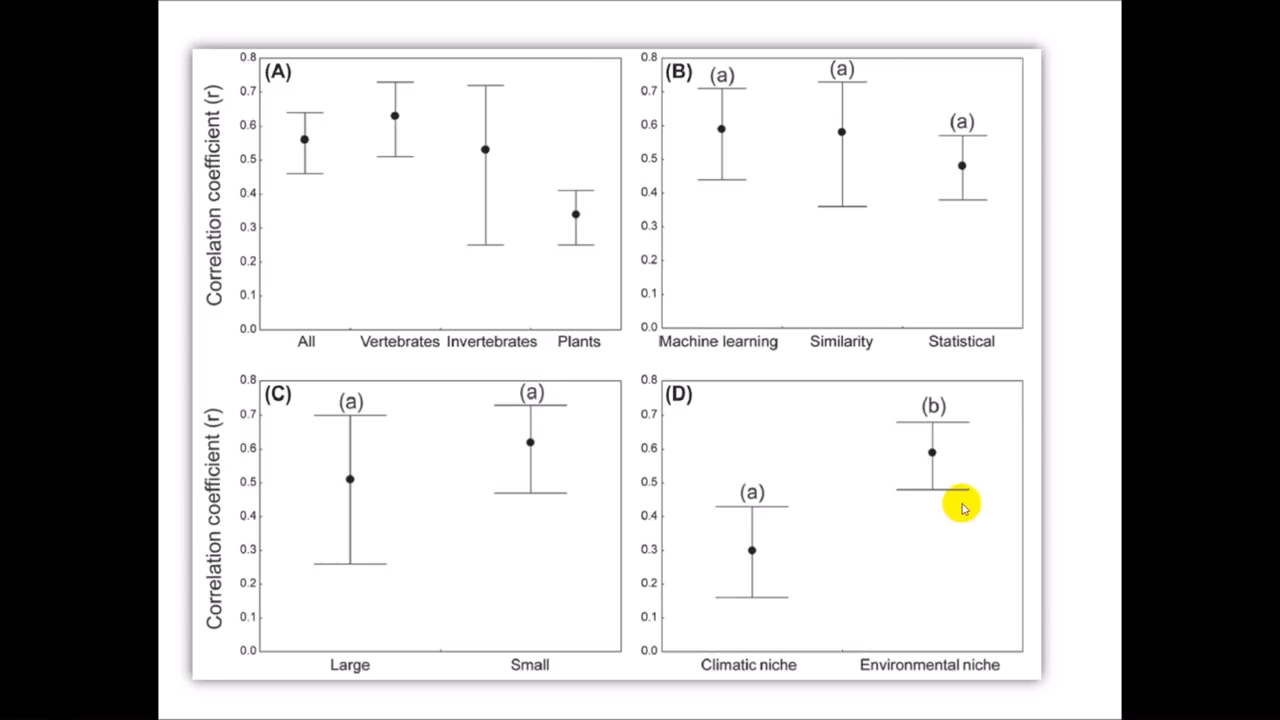 (A)
Correlation coefficient (r)
0.8
0.7
0.6
0.5
0.4
0.3
0.2
0.1
0.0
All Vertebrates Invertebrates Plants
(B)
(a) (a) (a)
0.8
0.7
0.6
0.5
0.4
0.3
0.2
0.1
0.0
Machine learning Similarity Statistical
(C)
(a) (a)
Correlation coefficient (r)
0.8
0.7
0.6
0.5
0.4
0.3
0.2
0.1
0.0
Large Small
(D)
(a) (b)
0.8
0.7
0.6
0.5
0.4
0.3
0.2
0.1
0.0
Climatic niche Environmental niche